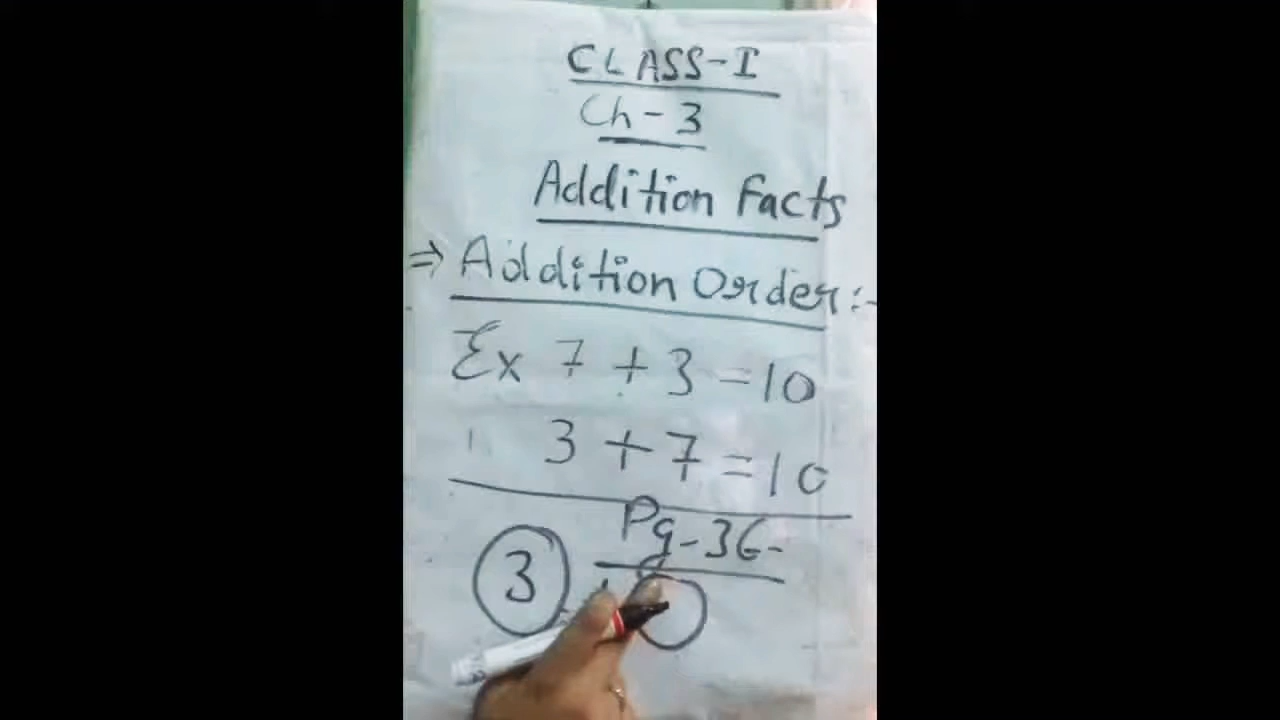 CLASS-I
Ch-3
Addition Facts
⇒ Addition Order:-
Ex 7 + 3 = 10
3 + 7 = 10
Pg-36-
3